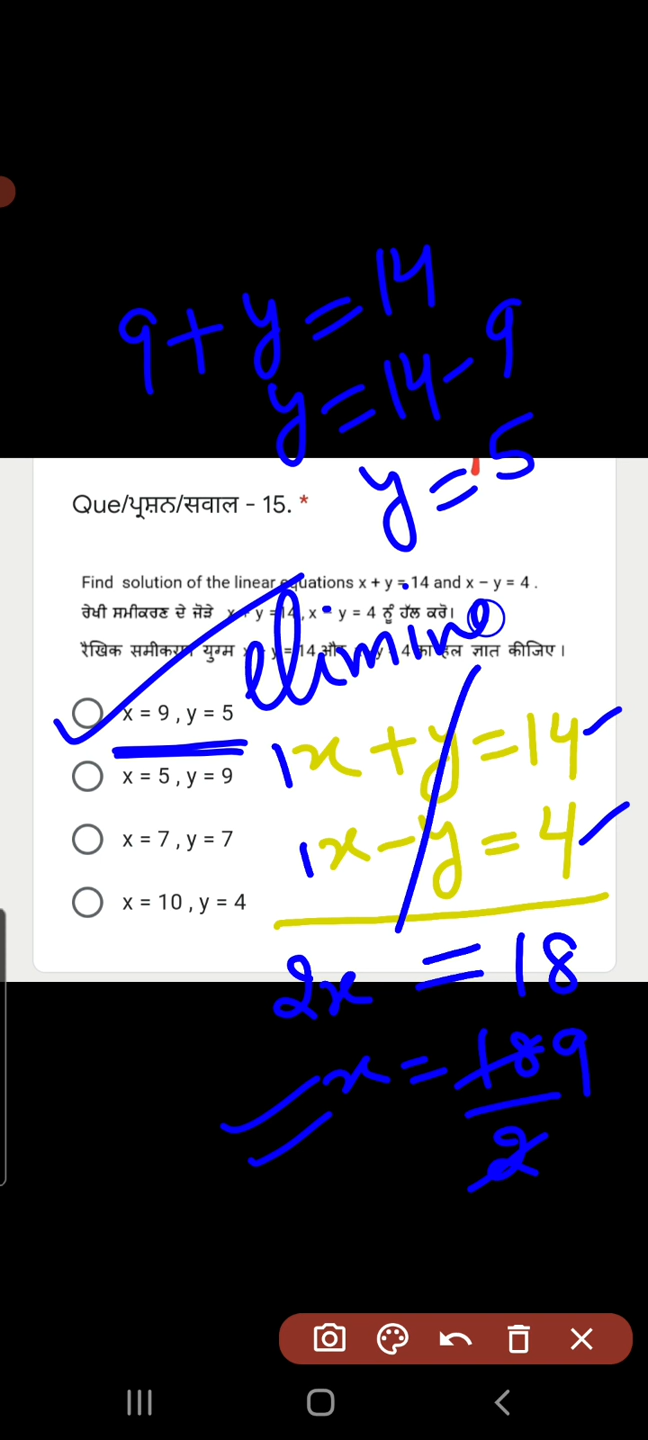 9+y=14
y=14-9
y=5
Que/ਪ੍ਰਸ਼ਨ/सवाल - 15. *
Find solution of the linear equations x + y = 14 and x − y = 4 .
ਰੇਖੀ ਸਮੀਕਰਣ ਦੇ ਜੋੜੇ x + y = 14 , x - y = 4 ਨੂੰ ਹੱਲ ਕਰੋ।
रैखिक समीकरण युग्म y = 14 और y 4 का हल ज्ञात कीजिए।
elimine
x = 9 , y = 5
x = 5 , y = 9
x = 7 , y = 7
x = 10 , y = 4
1x+y=14
1x-y=4
2x = 18
x = 18 9
2